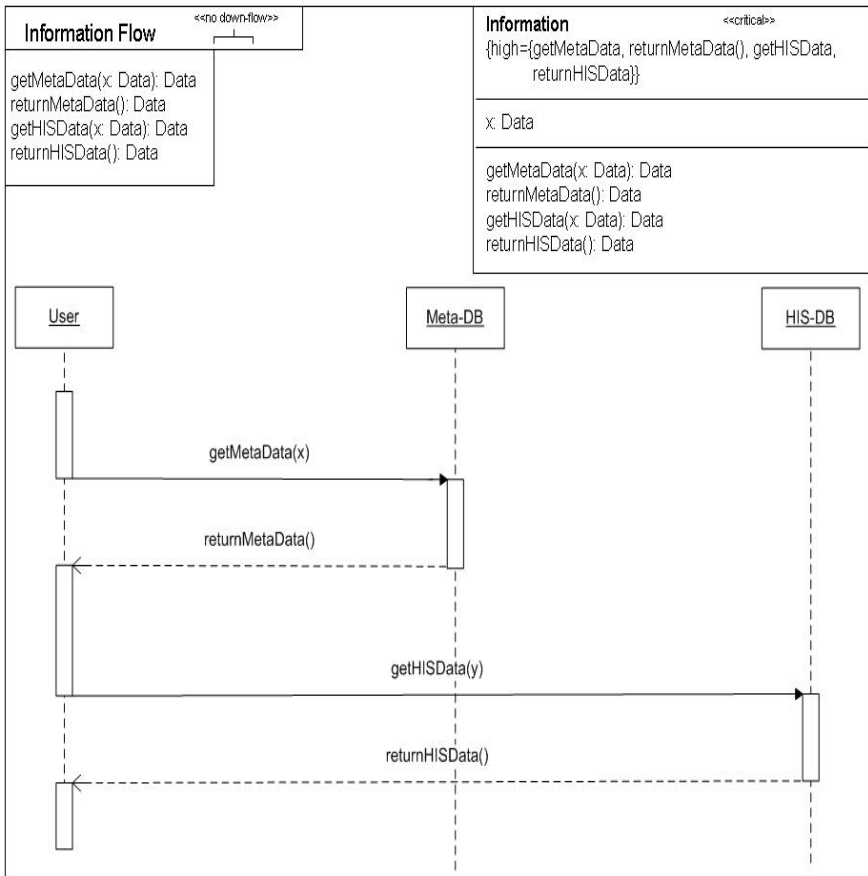 Information Flow
<<no down-flow>>
getMetaData(x: Data): Data
returnMetaData(): Data
getHISData(x: Data): Data
returnHISData(): Data
Information
<<critical>>
{high={getMetaData, returnMetaData(), getHISData,
returnHISData}}
x: Data
getMetaData(x: Data): Data
returnMetaData(): Data
getHISData(x: Data): Data
returnHISData(): Data
User
Meta-DB
HIS-DB
getMetaData(x)
returnMetaData()
getHISData(y)
returnHISData()